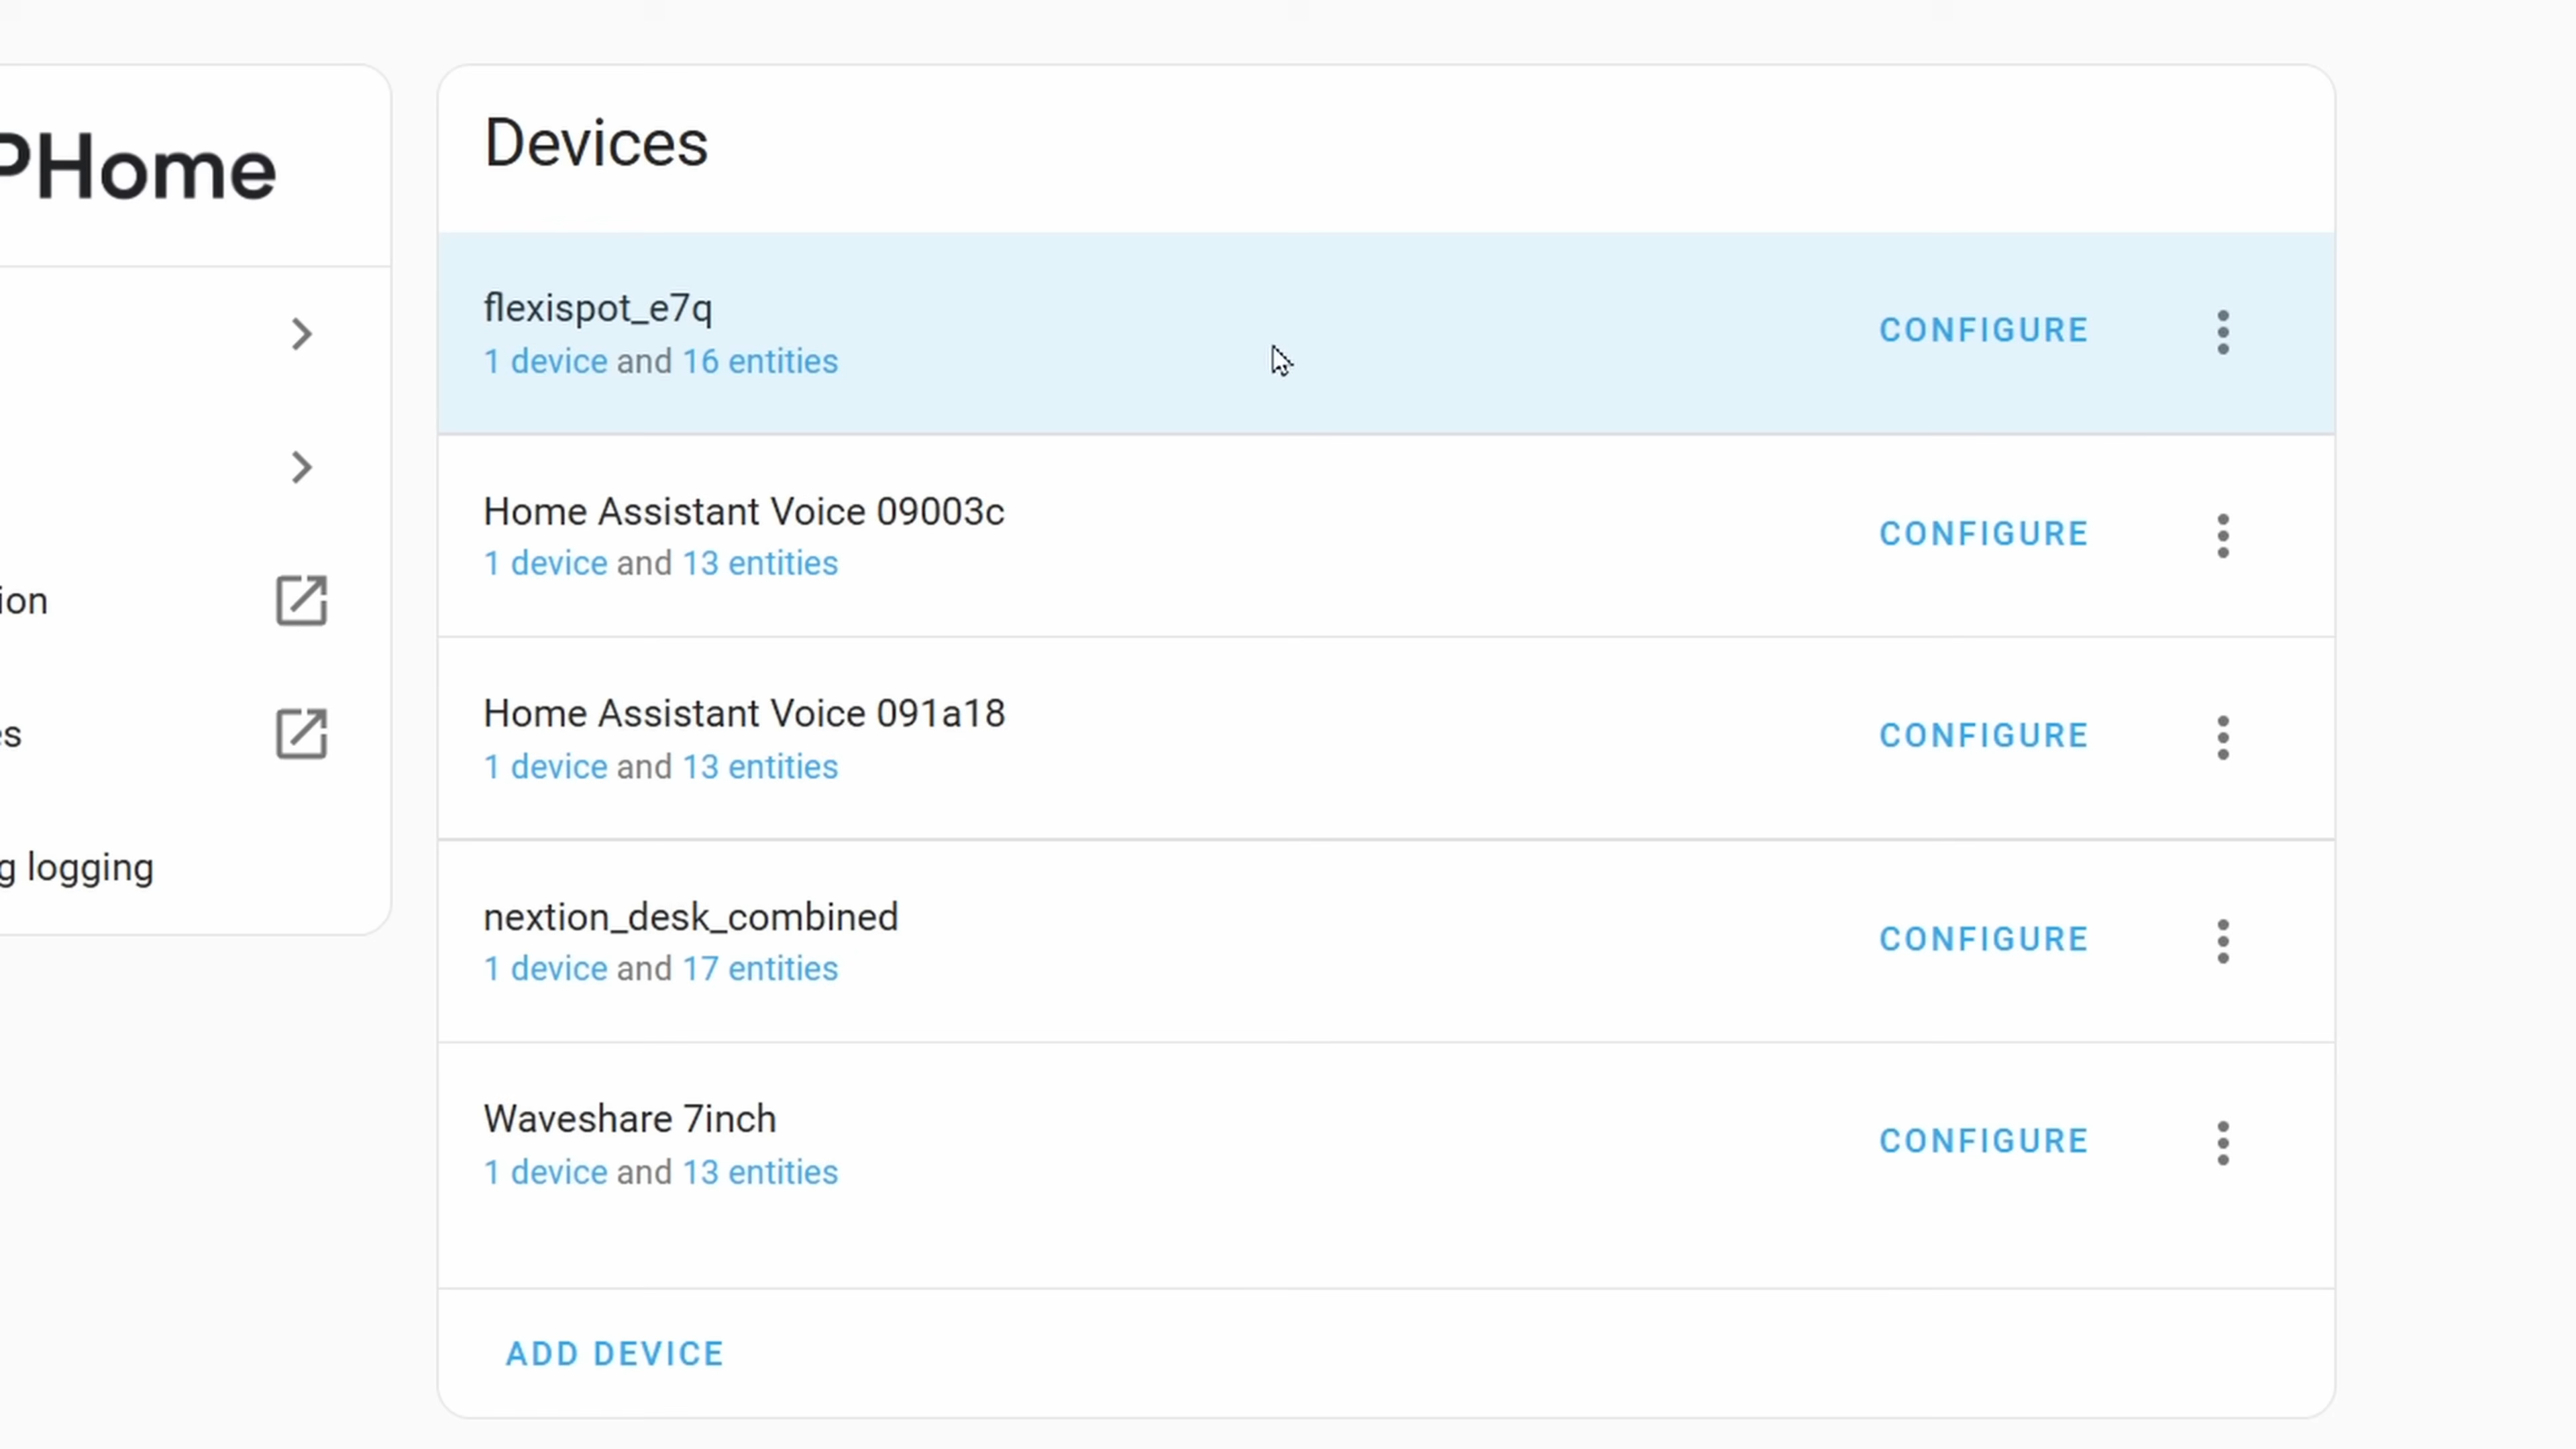 PHome
ion
es
g logging
Devices
flexispot_e7q
1 device and 16 entities
CONFIGURE
Home Assistant Voice 09003c
1 device and 13 entities
CONFIGURE
Home Assistant Voice 091a18
1 device and 13 entities
CONFIGURE
nextion_desk_combined
1 device and 17 entities
CONFIGURE
Waveshare 7inch
1 device and 13 entities
CONFIGURE
ADD DEVICE